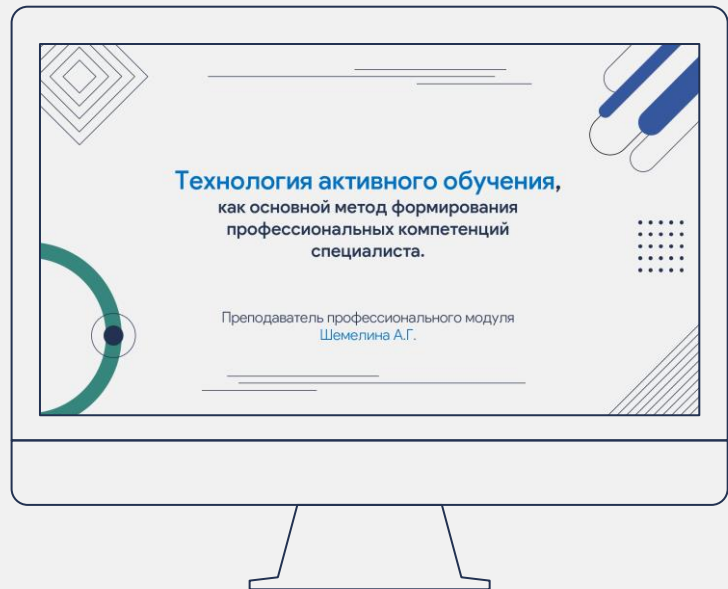 Технология активного обучения,
как основной метод формирования
профессиональных компетенций
специалиста.
Преподаватель профессионального модуля
Шемелина А.Г.